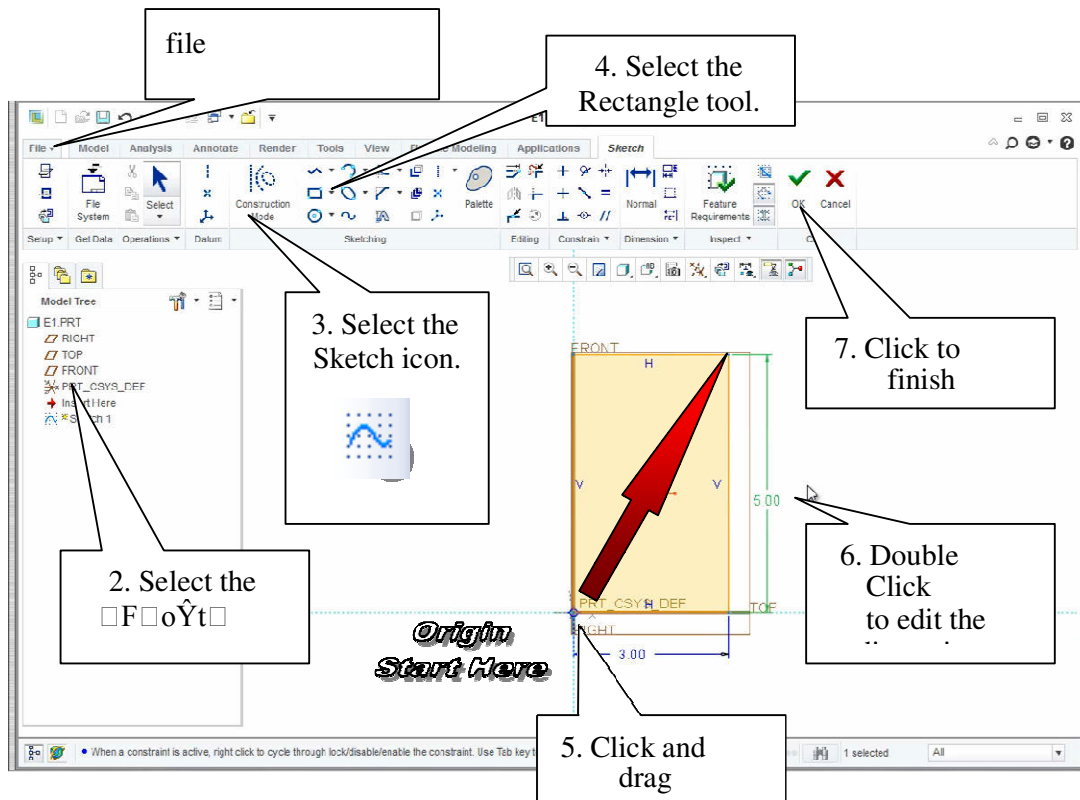 file
4. Select the
Rectangle tool.
File
Model
Analysis
Annotate
Render
Tools
View
Modeling
Applications
Sketch
File
System
Select
Construction
Mode
Palette
Normal
Feature
Requirements
OK
Cancel
Setup
Get Data
Operations
Datum
Sketching
Editing
Constrain
Dimension
Inspect
Model Tree
E1.PRT
RIGHT
TOP
FRONT
PRT_CSYS_DEF
Insert Here
3. Select the
Sketch icon.
7. Click to
finish
FRONT
H
V
V
5.00
2. Select the
6. Double
Click
to edit the
PRT_CSYS_DEF
H
TOP
Origin
Start Here
3.00
5. Click and
drag
• When a constraint is active, right click to cycle through lock/disable/enable the constraint. Use Tab key
1 selected
All